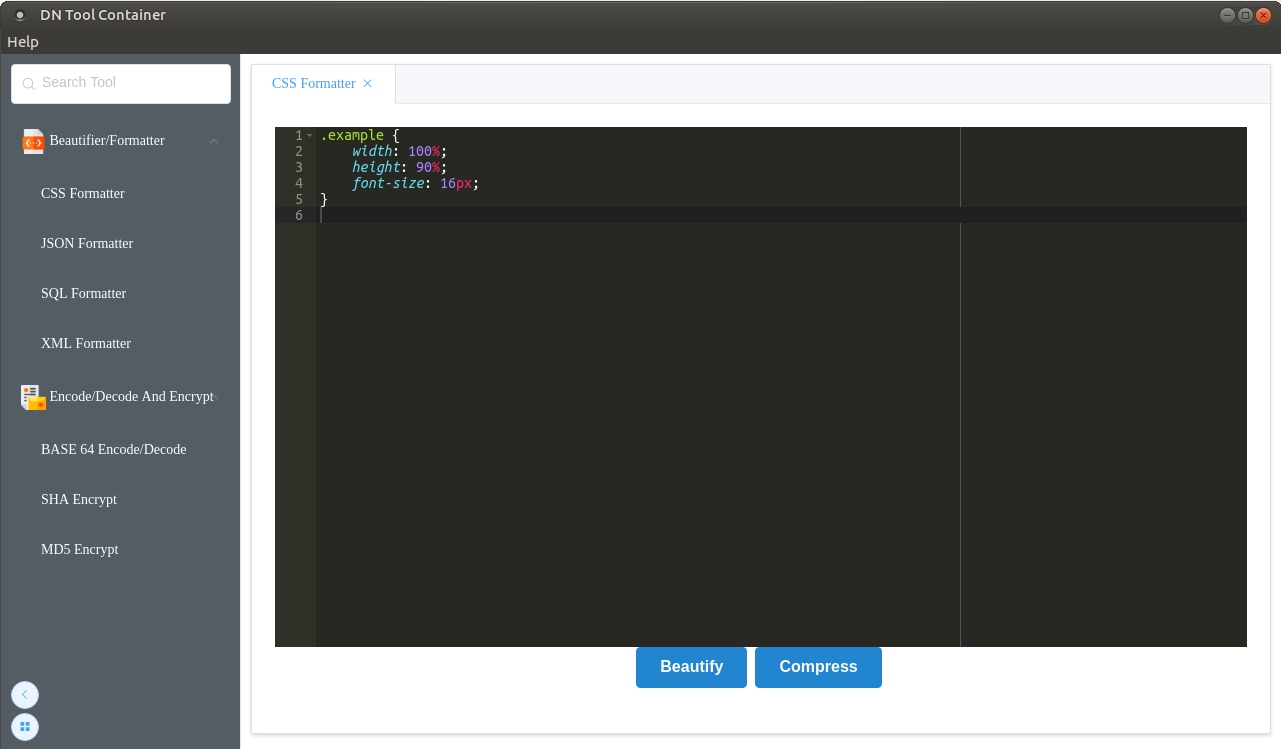 DN Tool Container
Help
Search Tool
Beautifier/Formatter
CSS Formatter
JSON Formatter
SQL Formatter
XML Formatter
Encode/Decode And Encrypt
BASE 64 Encode/Decode
SHA Encrypt
MD5 Encrypt
CSS Formatter
1 .example {
2 width: 100%;
3 height: 90%;
4 font-size: 16px;
5 }
6
Beautify Compress